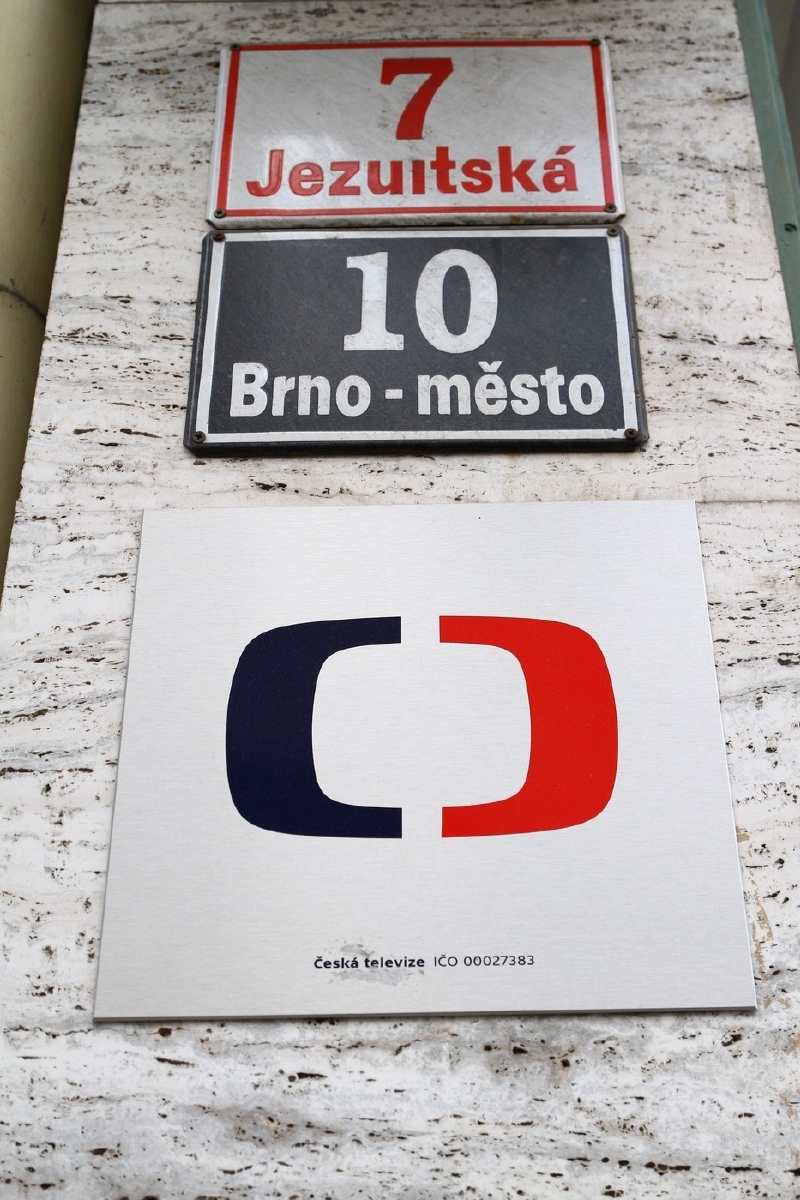 7
Jezuitská
10
Brno - město
Česká televize IČO 00027383